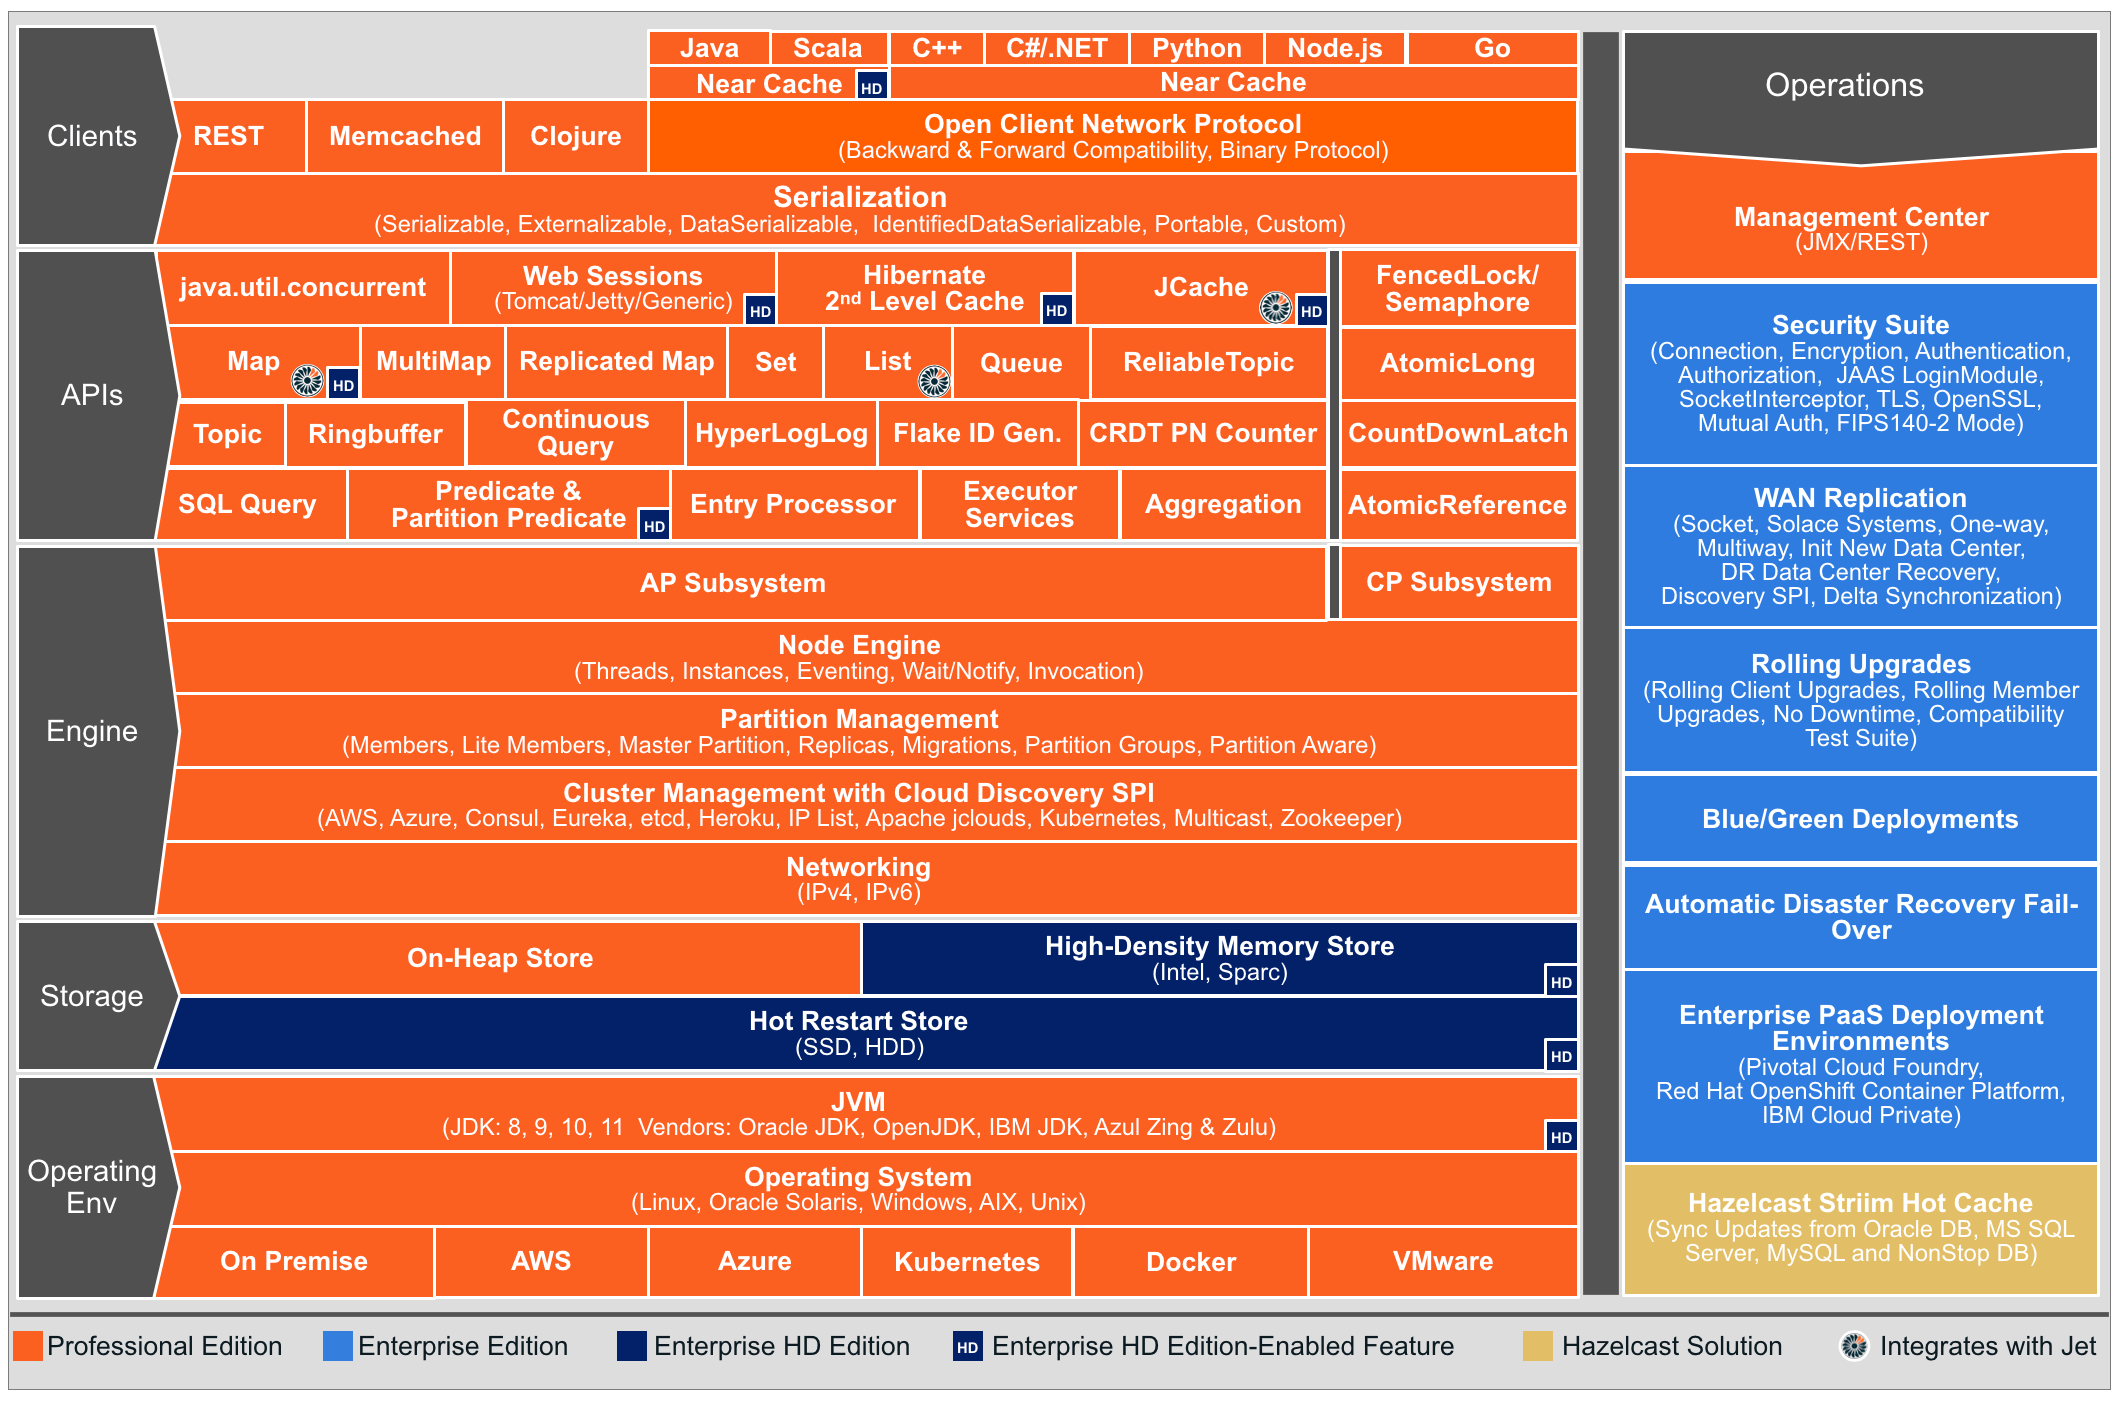 Clients
Java
Scala
C++
C#/.NET
Python
Node.js
Go
Near Cache
HD
Near Cache
REST
Memcached
Clojure
Open Client Network Protocol
(Backward & Forward Compatibility, Binary Protocol)
Serialization
(Serializable, Externalizable, DataSerializable,  IdentifiedDataSerializable, Portable, Custom)
APIs
java.util.concurrent
Web Sessions
(Tomcat/Jetty/Generic)
HD
Hibernate
2nd Level Cache
HD
JCache
HD
FencedLock/
Semaphore
Map
HD
MultiMap
Replicated Map
Set
List
Queue
ReliableTopic
AtomicLong
Topic
Ringbuffer
Continuous
Query
HyperLogLog
Flake ID Gen.
CRDT PN Counter
CountDownLatch
SQL Query
Predicate &
Partition Predicate
HD
Entry Processor
Executor
Services
Aggregation
AtomicReference
Engine
AP Subsystem
CP Subsystem
Node Engine
(Threads, Instances, Eventing, Wait/Notify, Invocation)
Partition Management
(Members, Lite Members, Master Partition, Replicas, Migrations, Partition Groups, Partition Aware)
Cluster Management with Cloud Discovery SPI
(AWS, Azure, Consul, Eureka, etcd, Heroku, IP List, Apache jclouds, Kubernetes, Multicast, Zookeeper)
Networking
(IPv4, IPv6)
Storage
On-Heap Store
High-Density Memory Store
(Intel, Sparc)
HD
Hot Restart Store
(SSD, HDD)
HD
Operating
Env
JVM
(JDK: 8, 9, 10, 11  Vendors: Oracle JDK, OpenJDK, IBM JDK, Azul Zing & Zulu)
HD
Operating System
(Linux, Oracle Solaris, Windows, AIX, Unix)
On Premise
AWS
Azure
Kubernetes
Docker
VMware
Operations
Management Center
(JMX/REST)
Security Suite
(Connection, Encryption, Authentication,
Authorization,  JAAS LoginModule,
SocketInterceptor, TLS, OpenSSL,
Mutual Auth, FIPS140-2 Mode)
WAN Replication
(Socket, Solace Systems, One-way,
Multiway, Init New Data Center,
DR Data Center Recovery,
Discovery SPI, Delta Synchronization)
Rolling Upgrades
(Rolling Client Upgrades, Rolling Member
Upgrades, No Downtime, Compatibility
Test Suite)
Blue/Green Deployments
Automatic Disaster Recovery Fail-
Over
Enterprise PaaS Deployment
Environments
(Pivotal Cloud Foundry,
Red Hat OpenShift Container Platform,
IBM Cloud Private)
Hazelcast Striim Hot Cache
(Sync Updates from Oracle DB, MS SQL
Server, MySQL and NonStop DB)
Professional Edition
Enterprise Edition
Enterprise HD Edition
HD
Enterprise HD Edition-Enabled Feature
Hazelcast Solution
Integrates with Jet